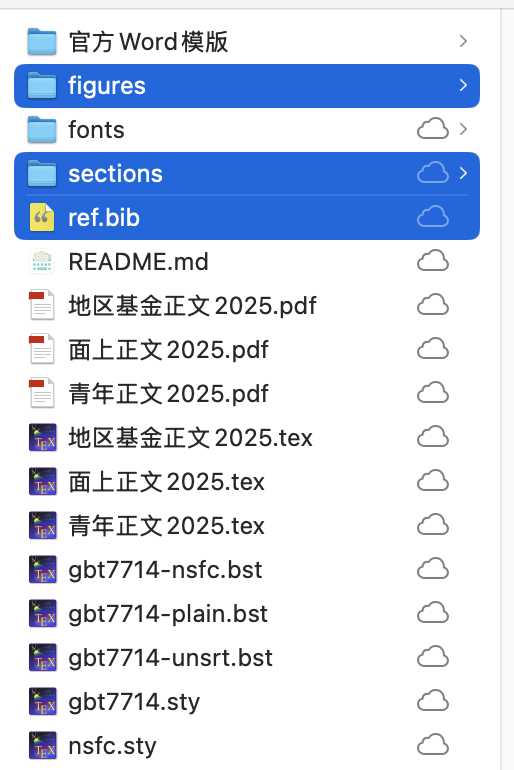 官方Word模版
figures
fonts
sections
ref.bib
README.md
地区基金正文2025.pdf
面上正文2025.pdf
青年正文2025.pdf
地区基金正文2025.tex
面上正文2025.tex
青年正文2025.tex
gbt7714-nsfc.bst
gbt7714-plain.bst
gbt7714-unsrt.bst
gbt7714.sty
nsfc.sty